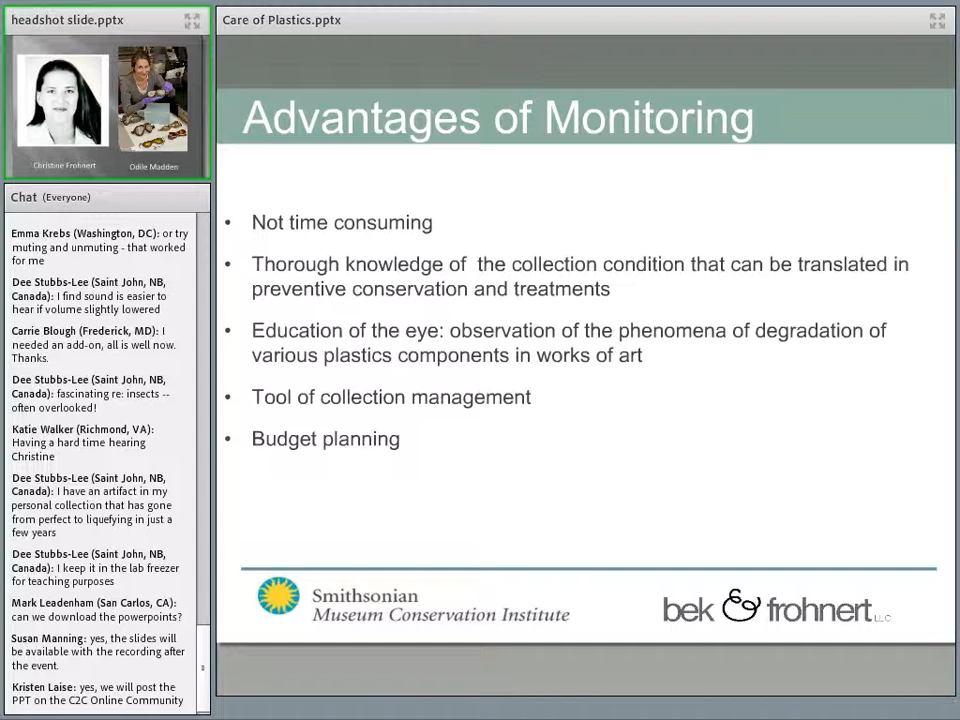 headshot slide.pptx
Christine Frohnert
Odile Madden
Chat (Everyone)
Emma Krebs (Washington, DC): or try
muting and unmuting - that worked
for me
Dee Stubbs-Lee (Saint John, NB,
Canada): I find sound is easier to
hear if volume slightly lowered
Carrie Blough (Frederick, MD): I
needed an add-on, all is well now.
Thanks.
Dee Stubbs-Lee (Saint John, NB,
Canada): fascinating re: insects --
often overlooked!
Katie Walker (Richmond, VA):
Having a hard time hearing
Christine
Dee Stubbs-Lee (Saint John, NB,
Canada): I have an artifact in my
personal collection that has gone
from perfect to liquefying in just a
few years
Dee Stubbs-Lee (Saint John, NB,
Canada): I keep it in the lab freezer
for teaching purposes
Mark Leadenham (San Carlos, CA):
can we download the powerpoints?
Susan Manning: yes, the slides will
be available with the recording after
the event.
Kristen Laise: yes, we will post the
PPT on the C2C Online Community
Care of Plastics.pptx
Advantages of Monitoring
• Not time consuming
• Thorough knowledge of the collection condition that can be translated in
preventive conservation and treatments
• Education of the eye: observation of the phenomena of degradation of
various plastics components in works of art
• Tool of collection management
• Budget planning
Smithsonian
Museum Conservation Institute
bek & frohnert LLC